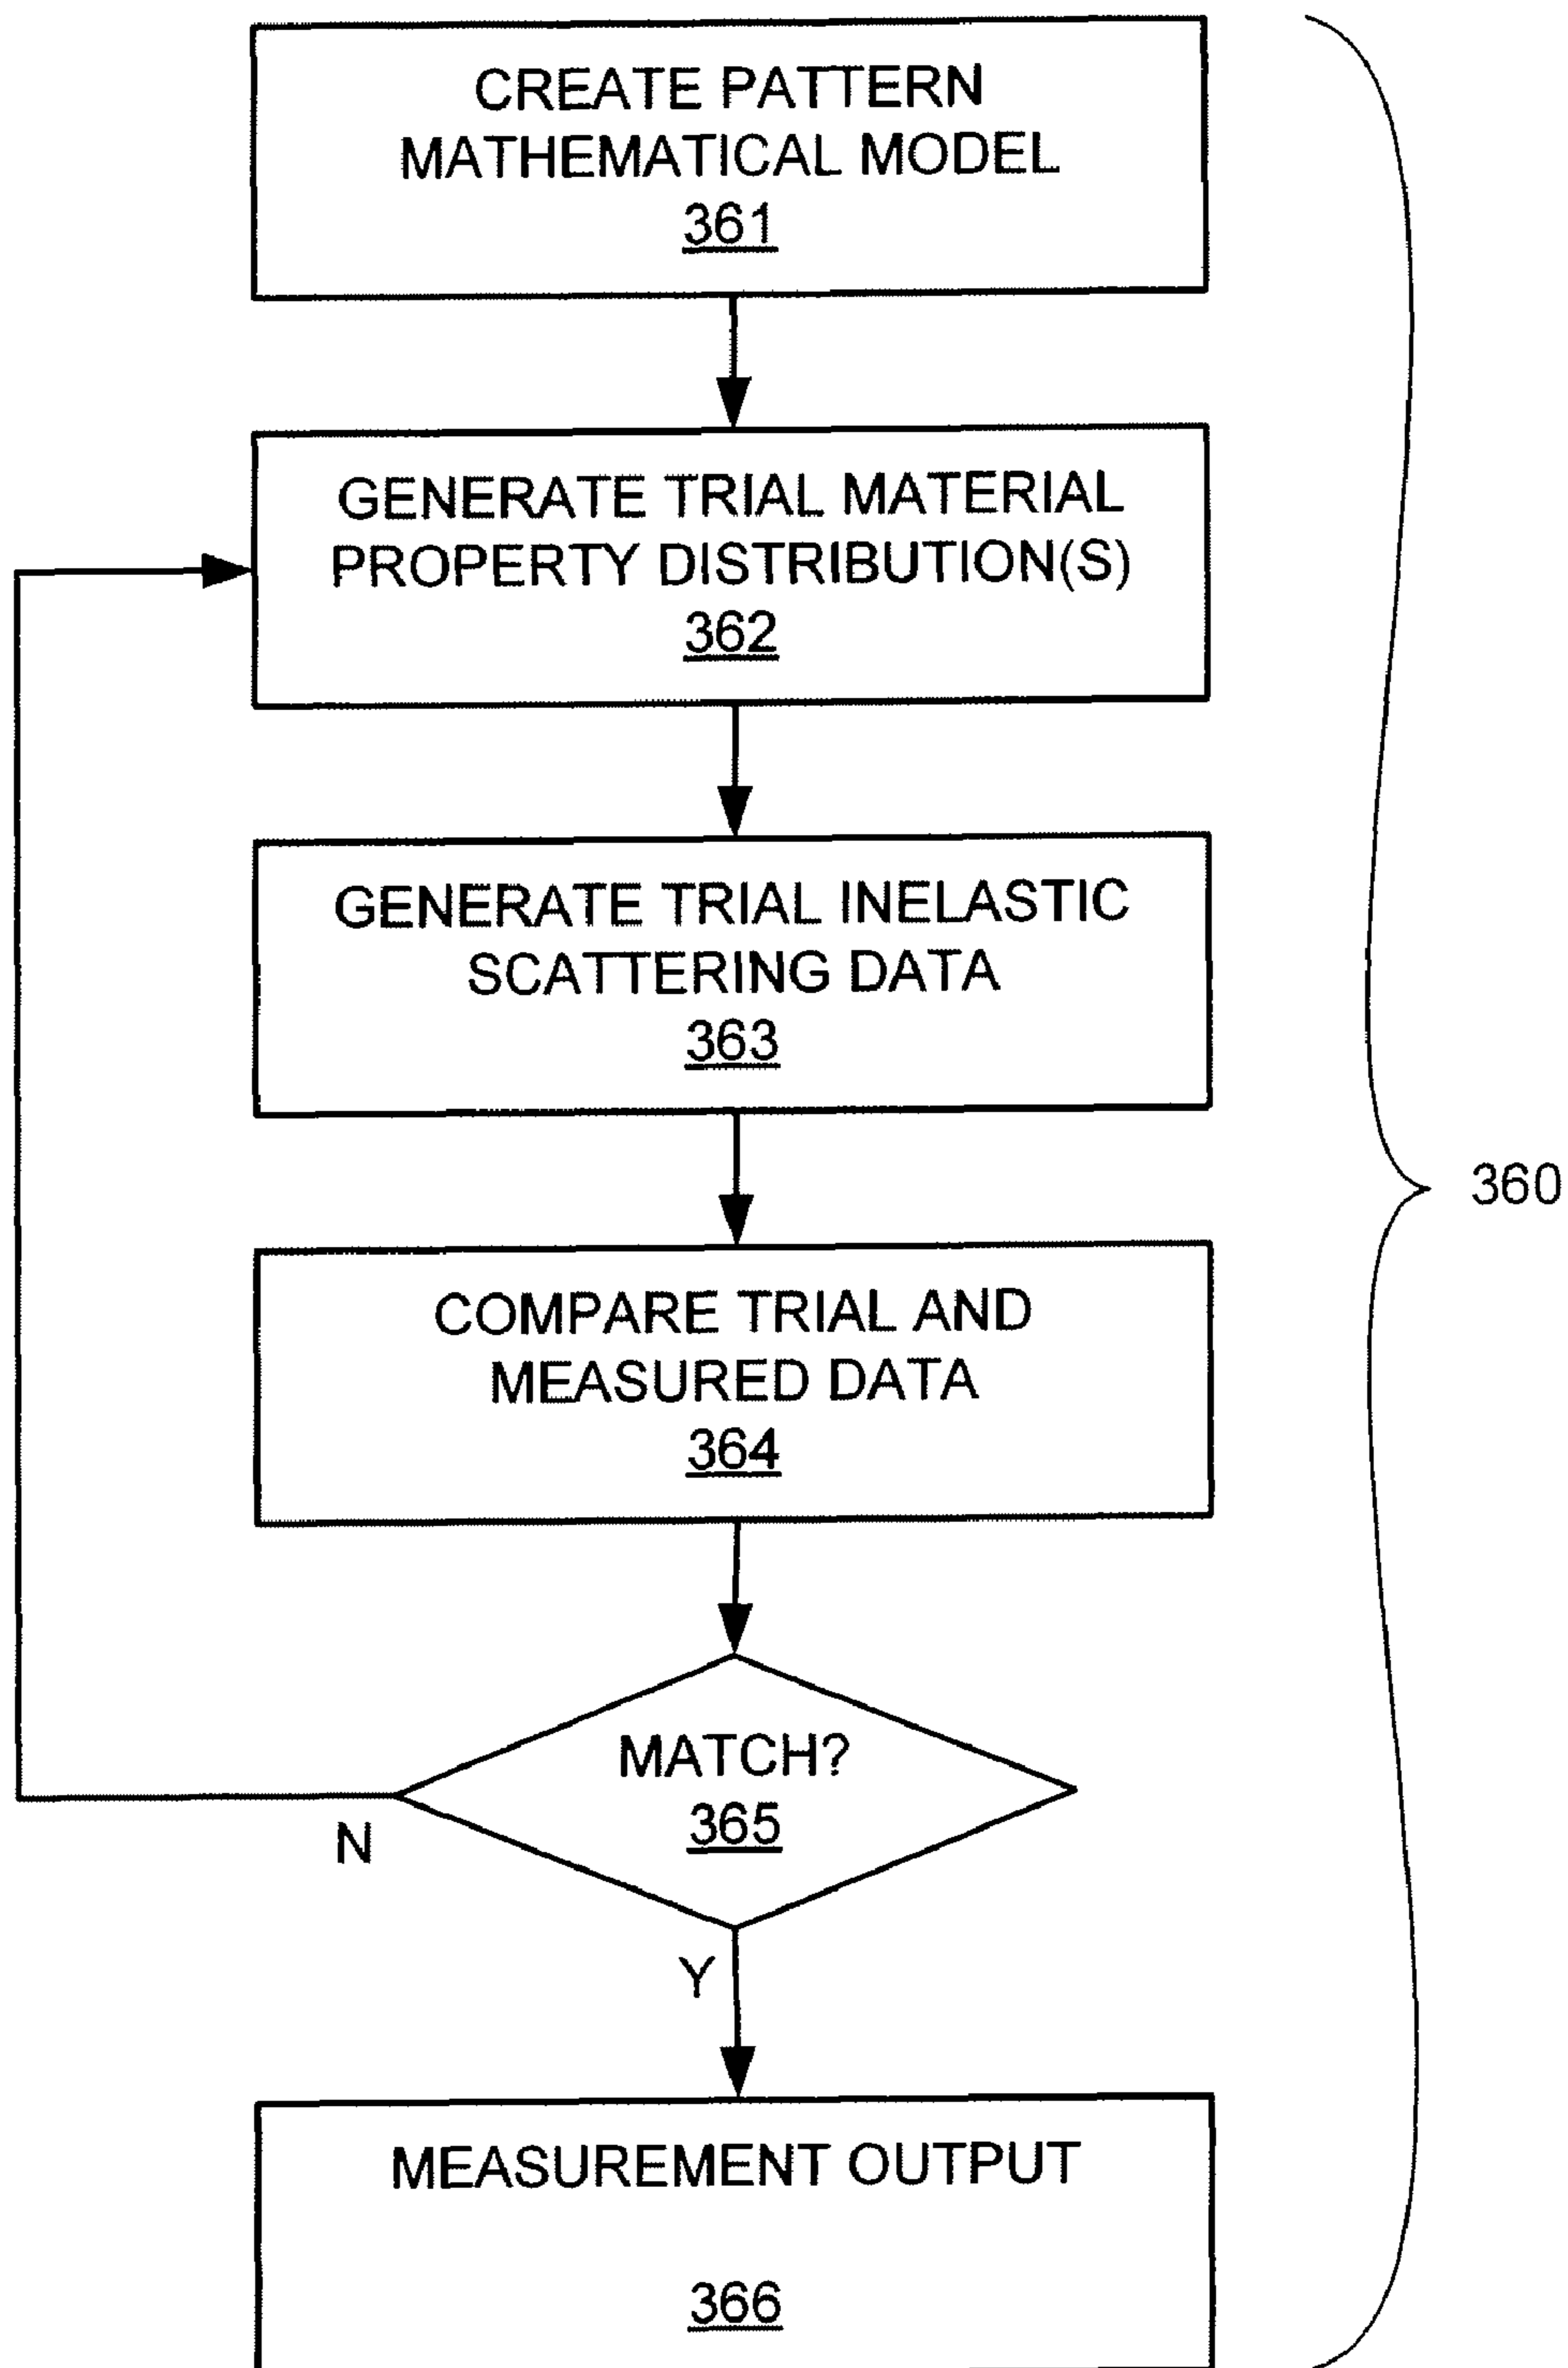 CREATE PATTERN
MATHEMATICAL MODEL
361
GENERATE TRIAL MATERIAL
PROPERTY DISTRIBUTION(S)
362
GENERATE TRIAL INELASTIC
SCATTERING DATA
363
360
COMPARE TRIAL AND
MEASURED DATA
364
MATCH?
365
N
Y
MEASUREMENT OUTPUT
366